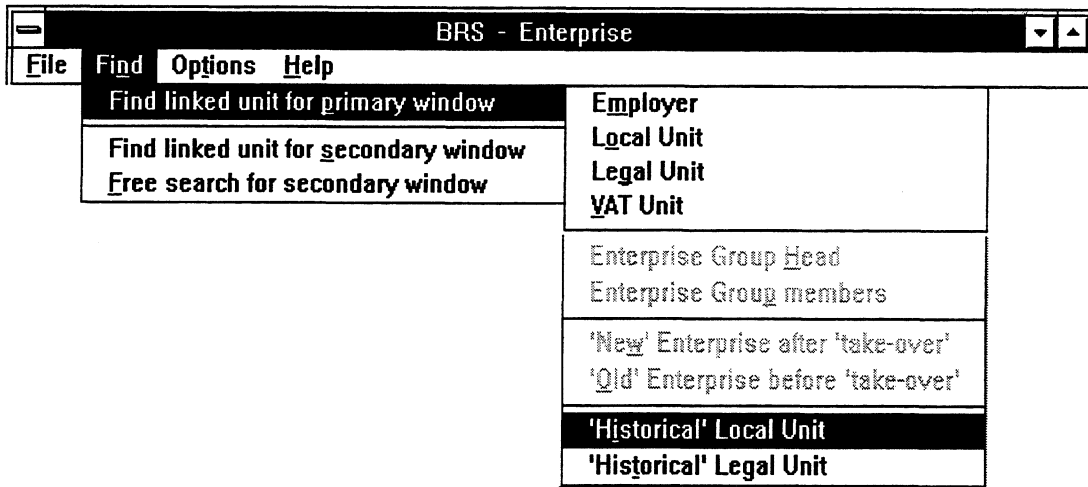 BRS - Enterprise
File Find Options Help
Find linked unit for primary window
Find linked unit for secondary window
Free search for secondary window
Employer
Local Unit
Legal Unit
VAT Unit
Enterprise Group Head
Enterprise Group members
'New' Enterprise after 'take-over'
'Old' Enterprise before 'take-over'
'Historical' Local Unit
'Historical' Legal Unit